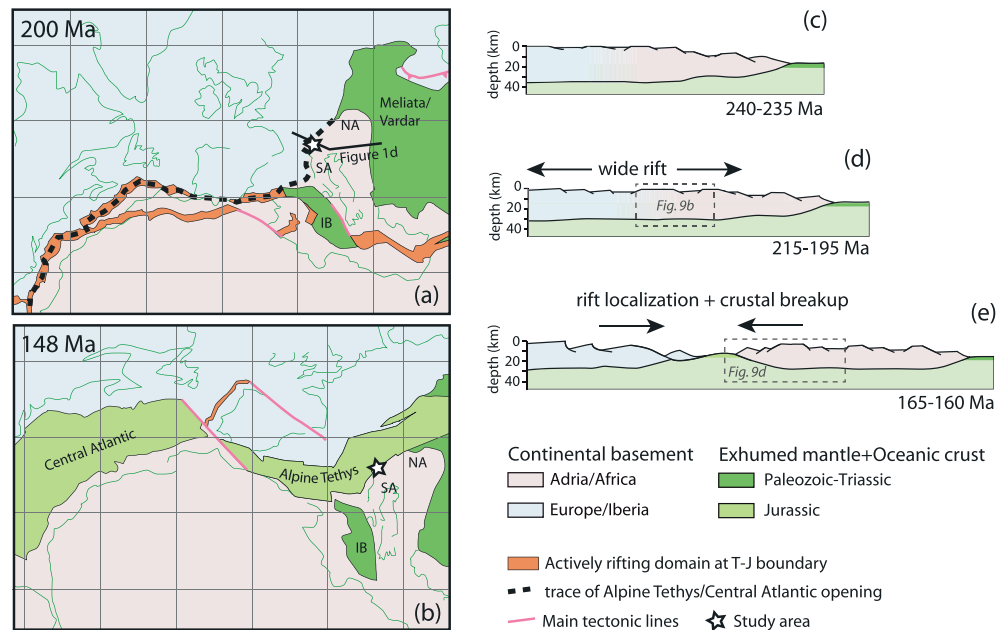 200 Ma
Meliata/
Vardar
NA
Figure 1d
SA
IB
(a)
148 Ma
Central Atlantic
Alpine Tethys
NA
SA
IB
(b)
(c)
depth (km)
0
20
40
240-235 Ma
(d)
wide rift
depth (km)
0
20
40
Fig. 9b
215-195 Ma
(e)
rift localization + crustal breakup
depth (km)
0
20
40
Fig. 9d
165-160 Ma
Continental basement
Adria/Africa
Europe/Iberia
Exhumed mantle+Oceanic crust
Paleozoic-Triassic
Jurassic
Actively rifting domain at T-J boundary
trace of Alpine Tethys/Central Atlantic opening
Main tectonic lines
Study area